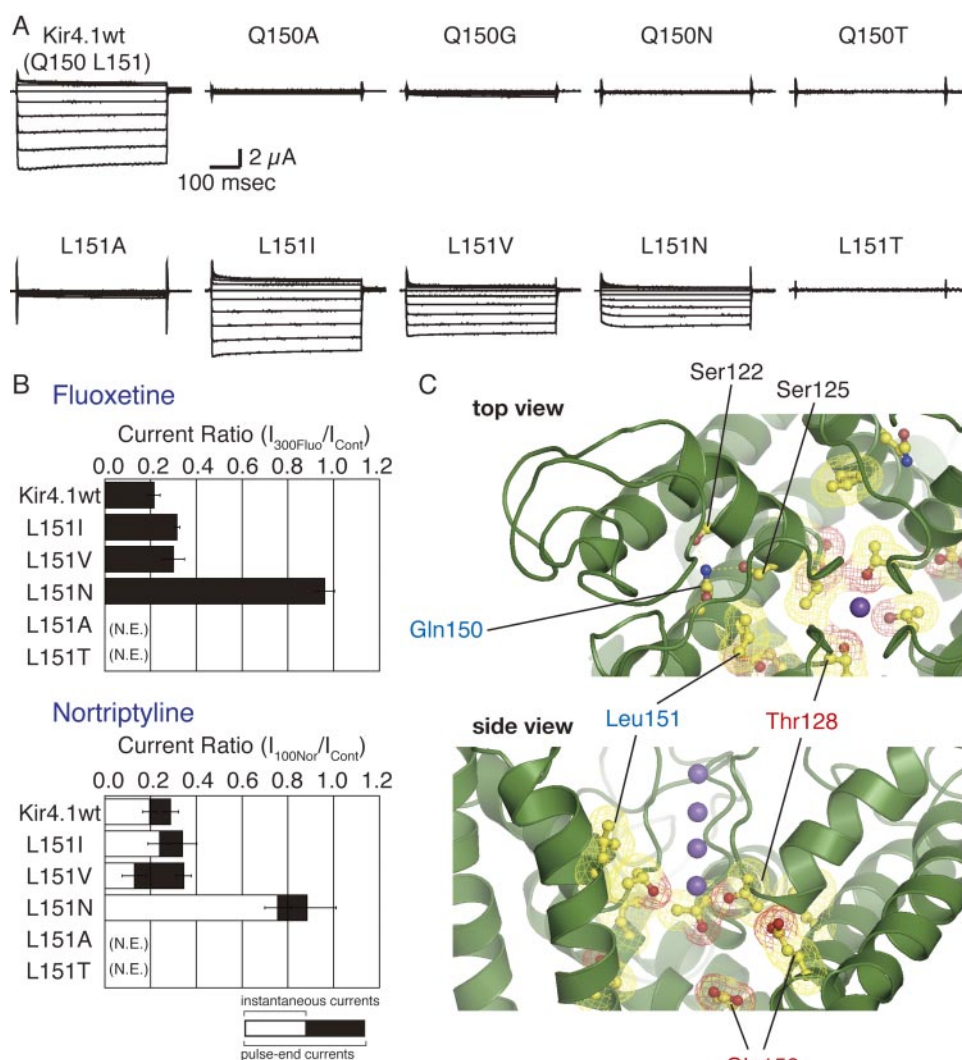 A
Kir4.1wt
(Q150 L151)
Q150A
Q150G
Q150N
Q150T
2 µA
100 msec
L151A
L151I
L151V
L151N
L151T
B
Fluoxetine
Current Ratio (I300Fluo/ICont)
0.0 0.2 0.4 0.6 0.8 1.0 1.2
Kir4.1wt
L151I
L151V
L151N
L151A (N.E.)
L151T (N.E.)
Nortriptyline
Current Ratio (I100Nor/ICont)
0.0 0.2 0.4 0.6 0.8 1.0 1.2
Kir4.1wt
L151I
L151V
L151N
L151A (N.E.)
L151T (N.E.)
instantaneous currents
pulse-end currents
C
top view
Ser122
Ser125
Gln150
Leu151
Thr128
side view